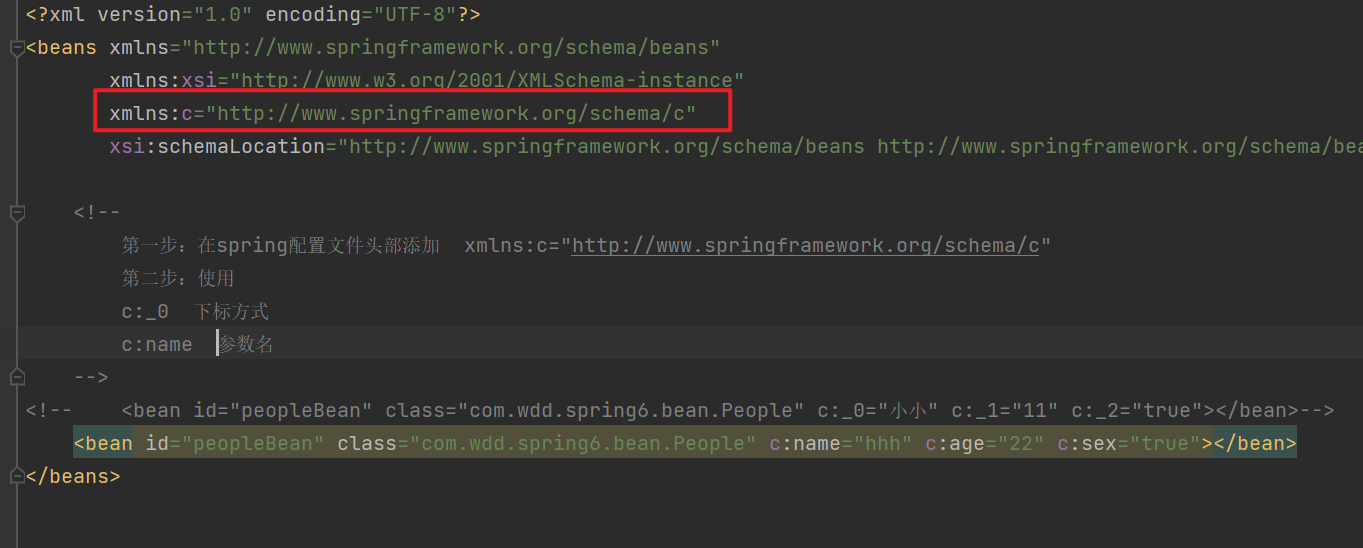 <?xml version="1.0" encoding="UTF-8"?>
<beans xmlns="http://www.springframework.org/schema/beans"
xmlns:xsi="http://www.w3.org/2001/XMLSchema-instance"
xmlns:c="http://www.springframework.org/schema/c"
xsi:schemaLocation="http://www.springframework.org/schema/beans http://www.springframework.org/schema/bea
<!--
第一步：在spring配置文件头部添加  xmlns:c="http://www.springframework.org/schema/c"
第二步：使用
c:_0  下标方式
c:name  参数名
-->
<!--    <bean id="peopleBean" class="com.wdd.spring6.bean.People" c:_0="小小" c:_1="11" c:_2="true"></bean>-->
<bean id="peopleBean" class="com.wdd.spring6.bean.People" c:name="hhh" c:age="22" c:sex="true"></bean>
</beans>